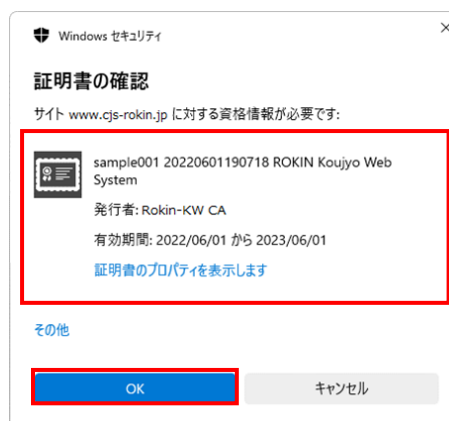 Windows セキュリティ
証明書の確認
サイト www.cjs-rokin.jp に対する資格情報が必要です:
sample001 20220601190718 ROKIN Koujyo Web
System
発行者: Rokin-KW CA
有効期間: 2022/06/01 から 2023/06/01
証明書のプロパティを表示します
その他
OK
キャンセル